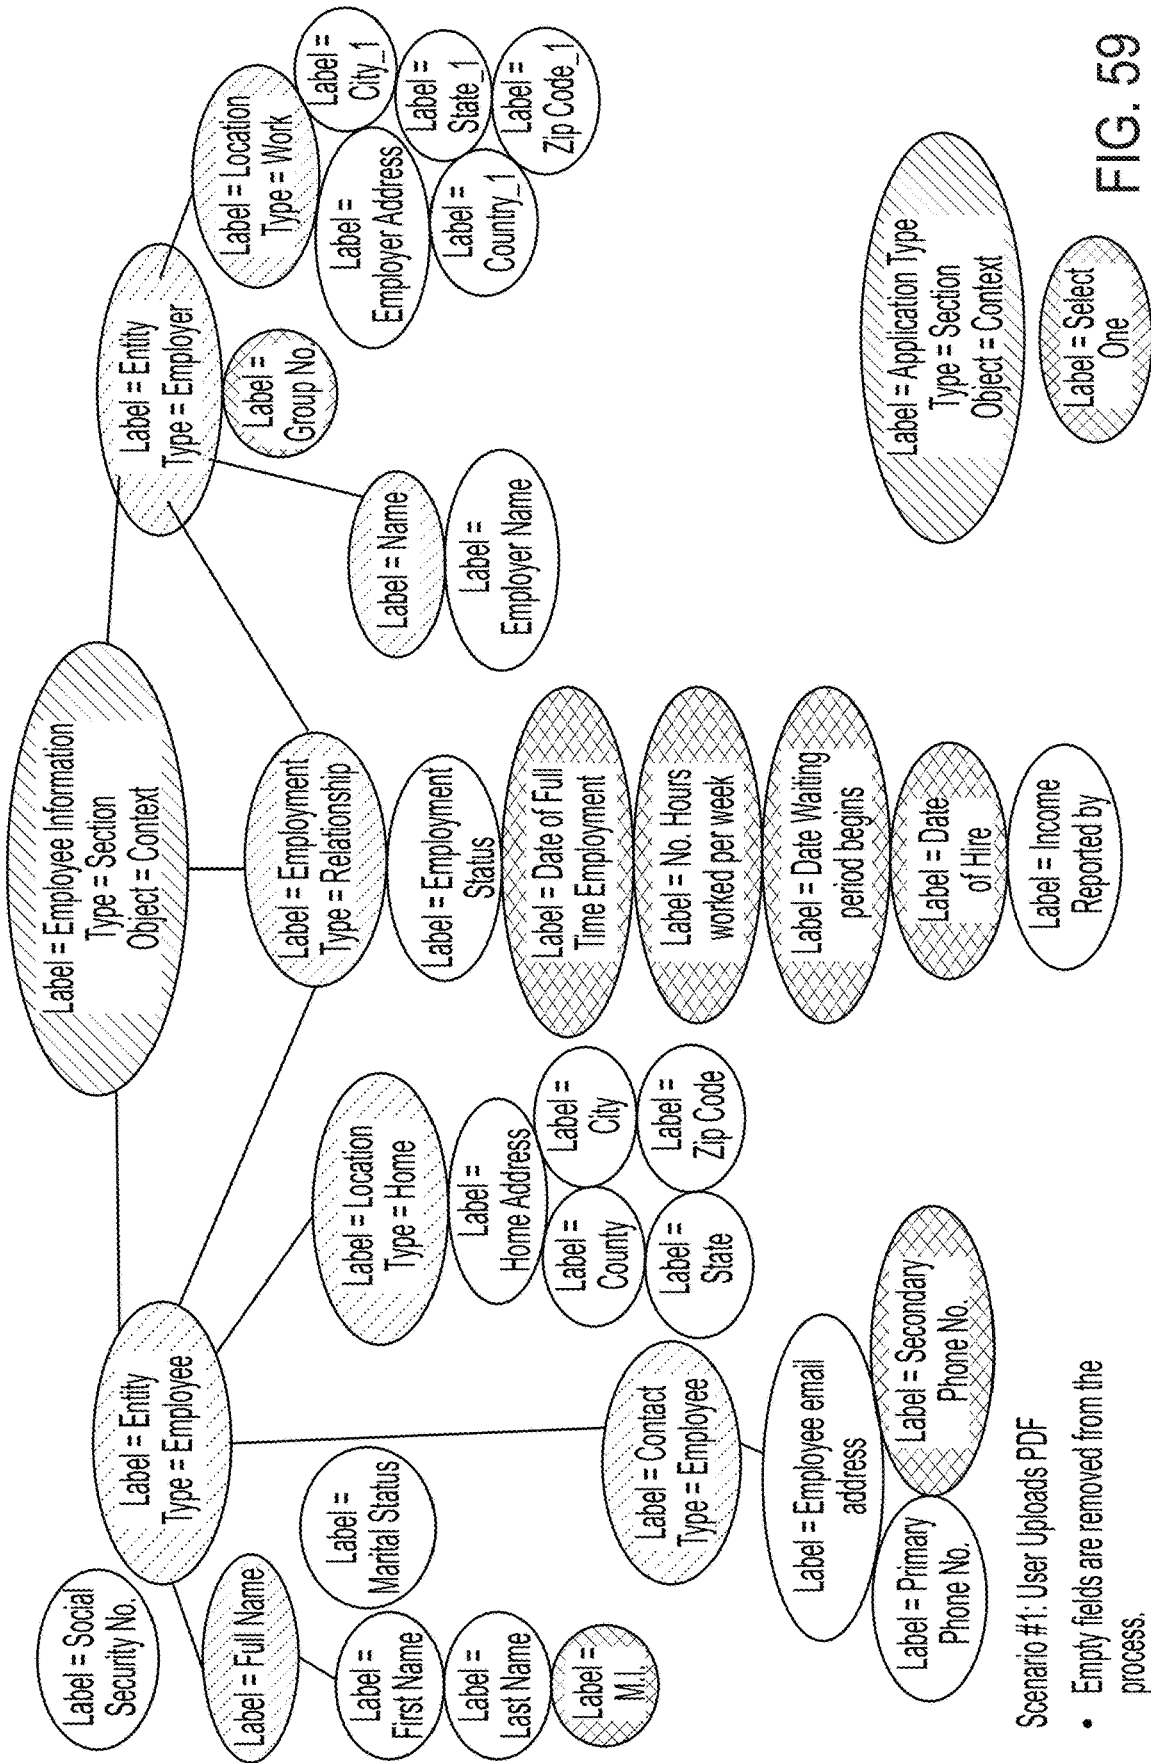 Label = Employee Information
Type = Section
Object = Context
Label = Social
Security No.
Label = Entity
Type = Employee
Label = Full Name
Label =
First Name
Label =
Last Name
Label =
M.I.
Label =
Marital Status
Label = Contact
Type = Employee
Label = Employee email
address
Label = Primary
Phone No.
Label = Secondary
Phone No.
Label = Location
Type = Home
Label =
Home Address
Label =
County
Label =
City
Label =
State
Label =
Zip Code
Label = Employment
Type = Relationship
Label = Employment
Status
Label = Date of Full
Time Employment
Label = No. Hours
worked per week
Label = Date Waiting
period begins
Label = Date
of Hire
Label = Income
Reported by
Label = Entity
Type = Employer
Label =
Group No.
Label = Name
Label =
Employer Name
Label = Location
Type = Work
Label =
Employer Address
Label =
City_1
Label =
Country_1
Label =
State_1
Label =
Zip Code_1
Label = Application Type
Type = Section
Object = Context
Label = Select
One
Scenario #1: User Uploads PDF
• Empty fields are removed from the
process.
FIG. 59